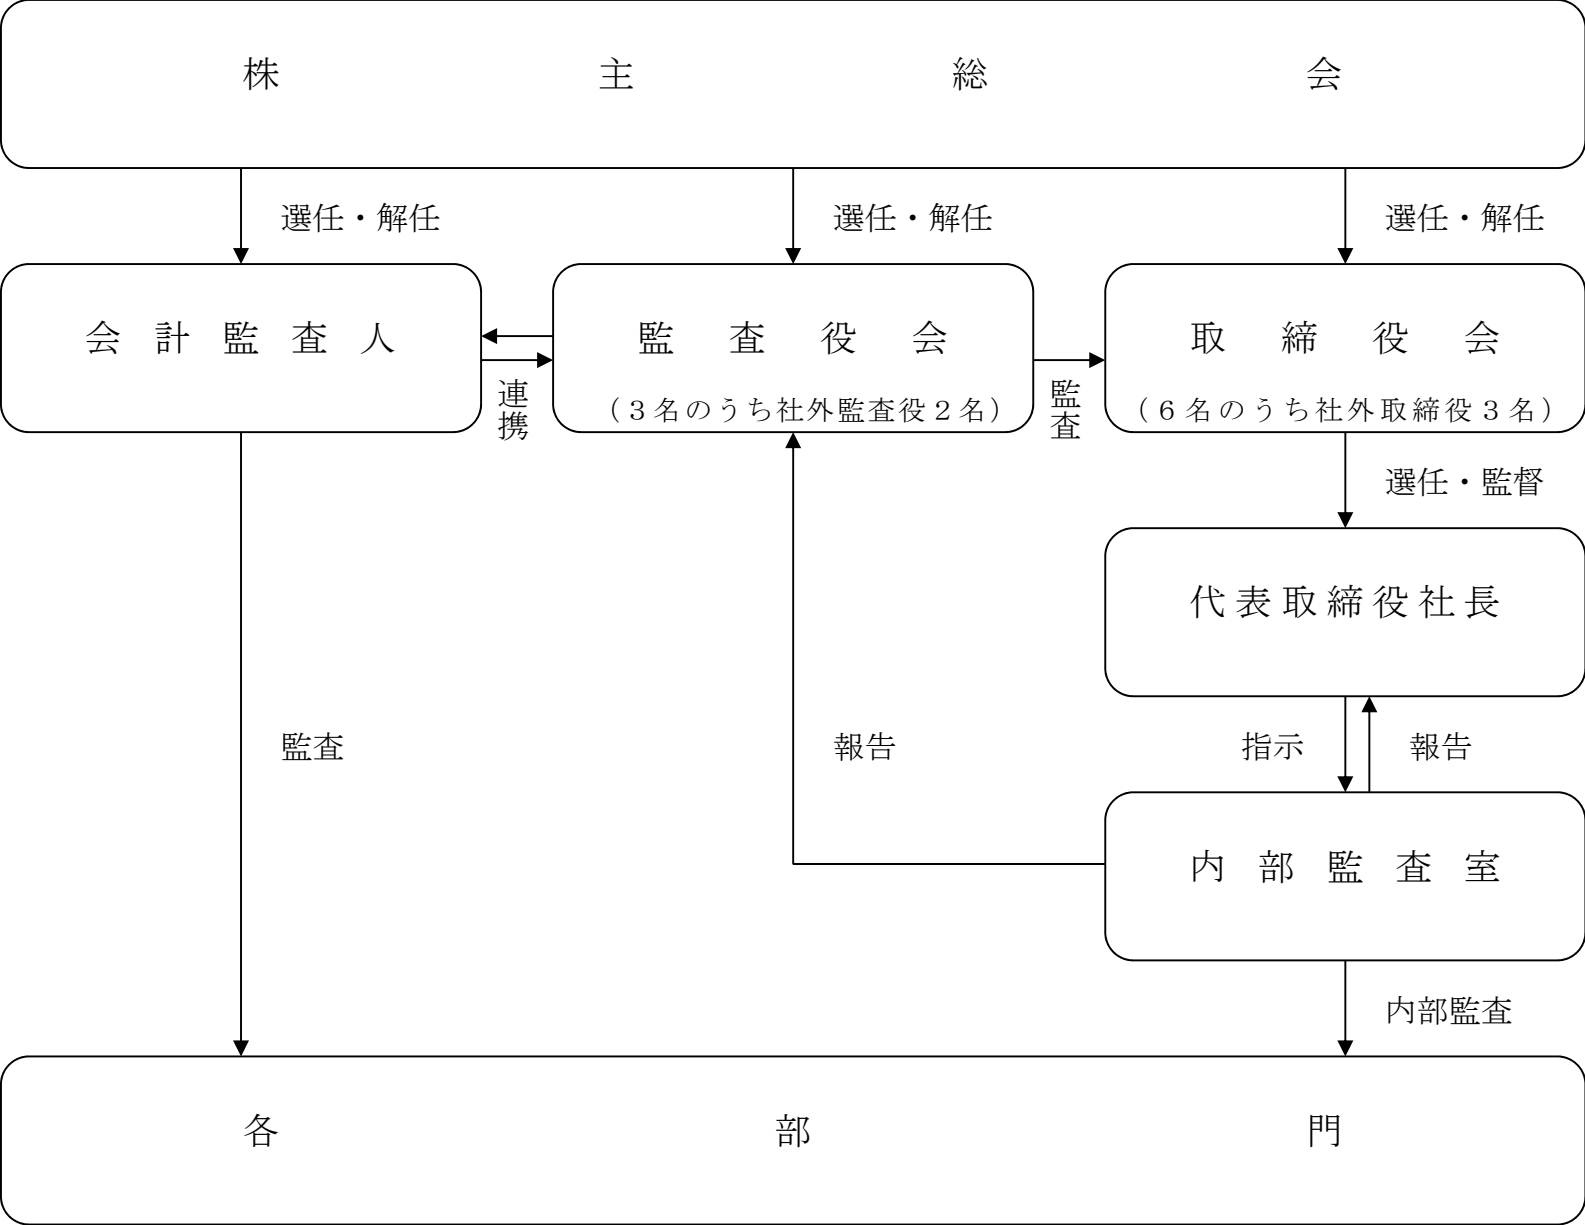 株主総会
選任・解任
選任・解任
選任・解任
会計監査人
監査役会
(3名のうち社外監査役2名)
取締役会
(6名のうち社外取締役3名)
連携
監査
選任・監督
代表取締役社長
監査
報告
指示
報告
内部監査室
内部監査
各部門